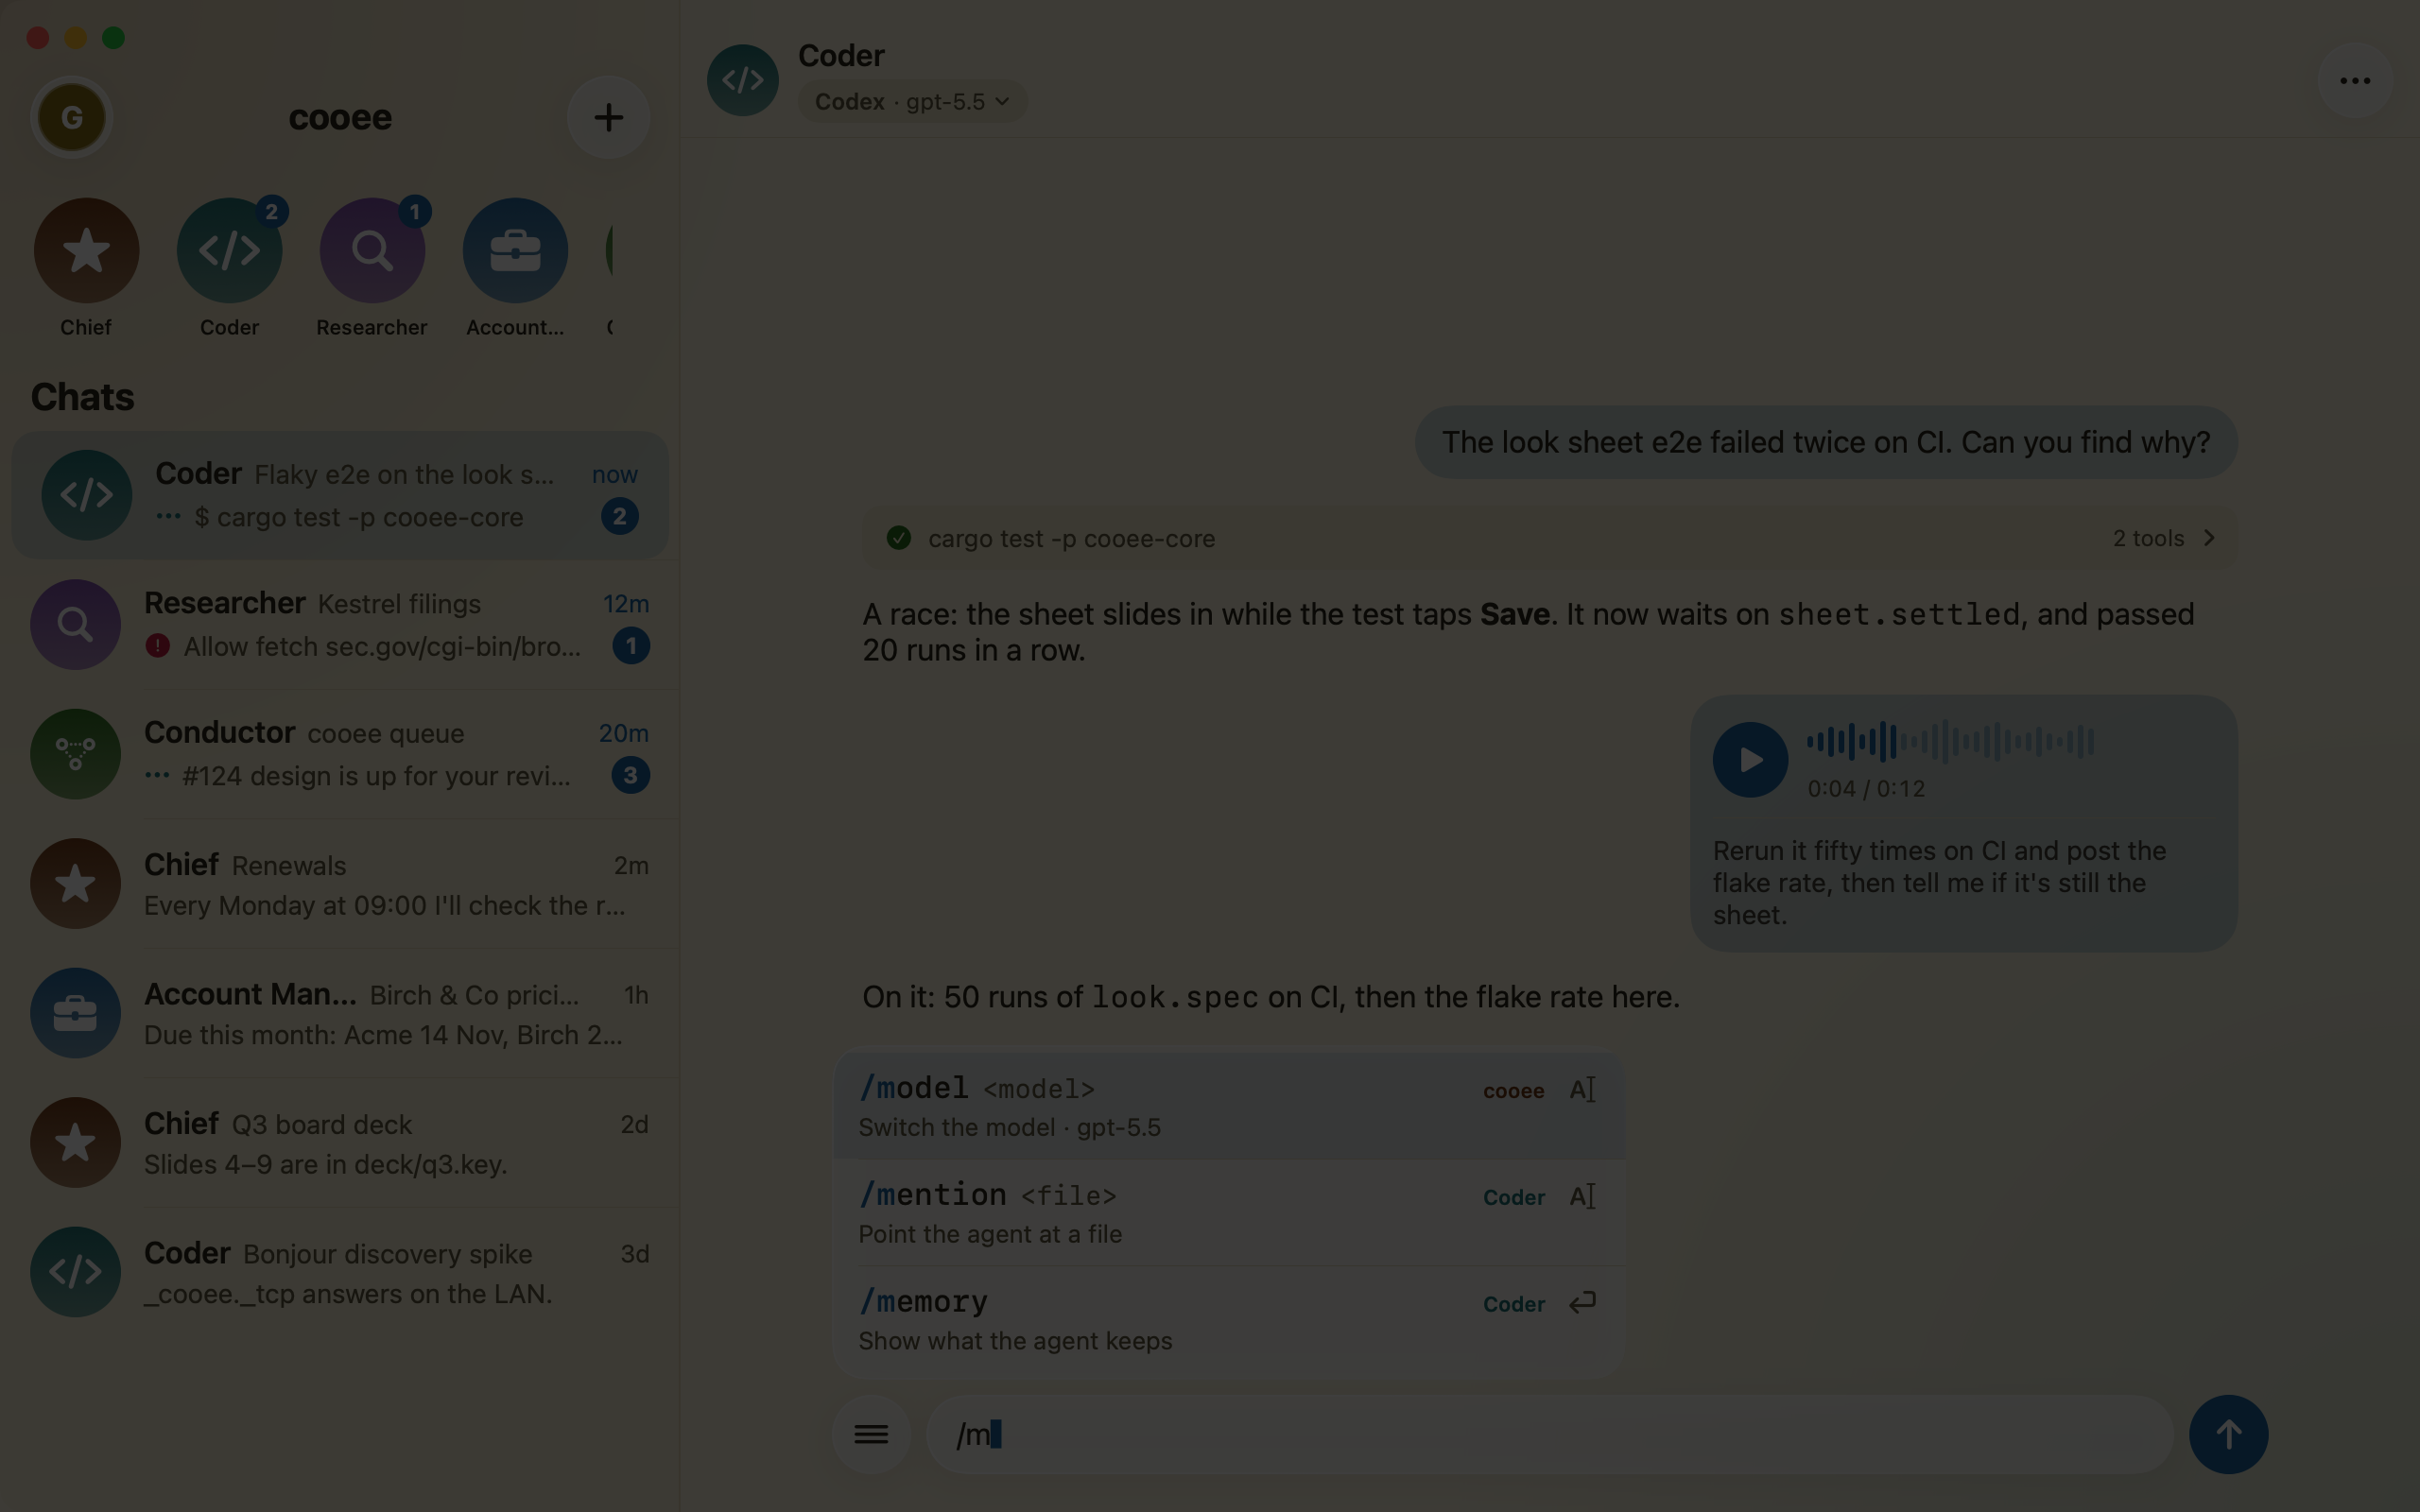 G
cooee
+
2
1
Chief
Coder
Researcher
Account...
Chats
Coder Flaky e2e on the look s... now
$ cargo test -p cooee-core 2
Researcher Kestrel filings 12m
Allow fetch sec.gov/cgi-bin/bro... 1
Conductor cooee queue 20m
#124 design is up for your revi... 3
Chief Renewals 2m
Every Monday at 09:00 I'll check the r...
Account Man... Birch & Co prici... 1h
Due this month: Acme 14 Nov, Birch 2...
Chief Q3 board deck 2d
Slides 4–9 are in deck/q3.key.
Coder Bonjour discovery spike 3d
_cooee._tcp answers on the LAN.
Coder
Codex · gpt-5.5
The look sheet e2e failed twice on CI. Can you find why?
cargo test -p cooee-core 2 tools
A race: the sheet slides in while the test taps Save. It now waits on sheet.settled, and passed
20 runs in a row.
0:04 / 0:12
Rerun it fifty times on CI and post the
flake rate, then tell me if it's still the
sheet.
On it: 50 runs of look.spec on CI, then the flake rate here.
/model <model> cooee
Switch the model · gpt-5.5
/mention <file> Coder
Point the agent at a file
/memory Coder
Show what the agent keeps
/m